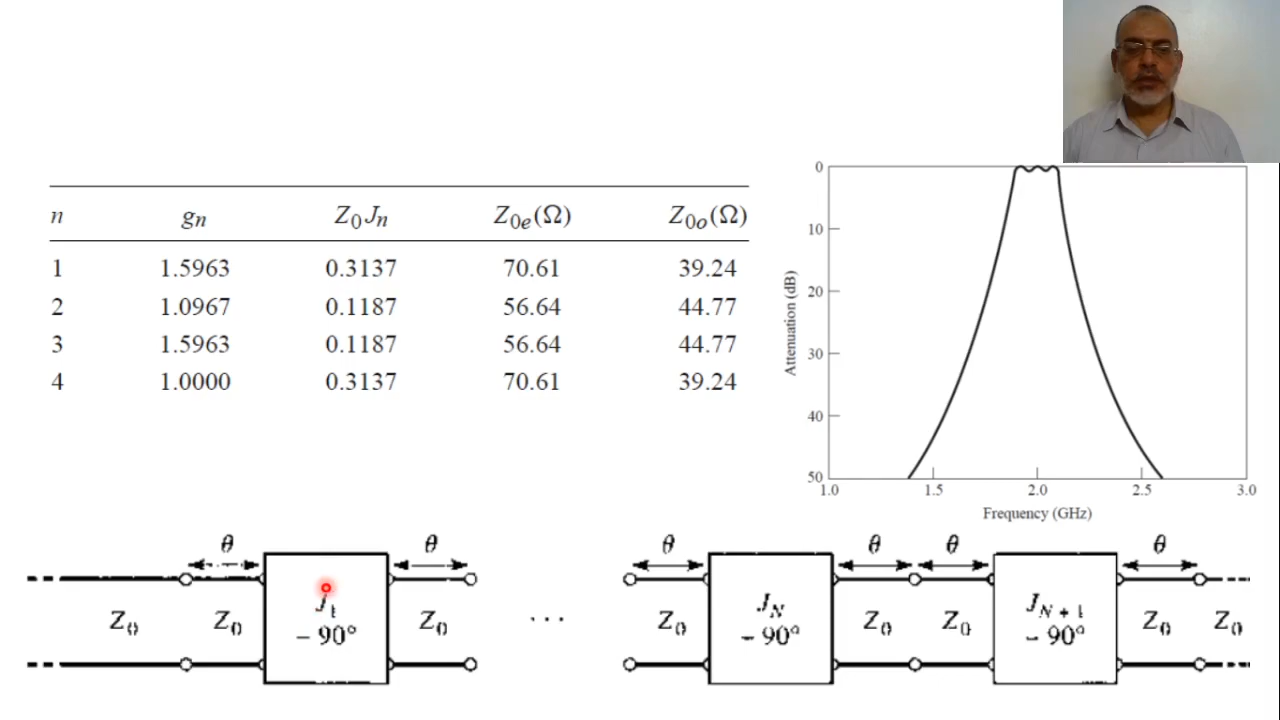 n gn Z0Jn Z0e(Ω) Z0o(Ω)
1 1.5963 0.3137 70.61 39.24
2 1.0967 0.1187 56.64 44.77
3 1.5963 0.1187 56.64 44.77
4 1.0000 0.3137 70.61 39.24
0
10
20
30
40
50
Attenuation (dB)
1.0 1.5 2.0 2.5 3.0
Frequency (GHz)
θ θ θ θ θ θ
Z0 Z0 J1 Z0 ... Z0 JN Z0 Z0 JN+1 Z0 Z0
−90° −90° −90°